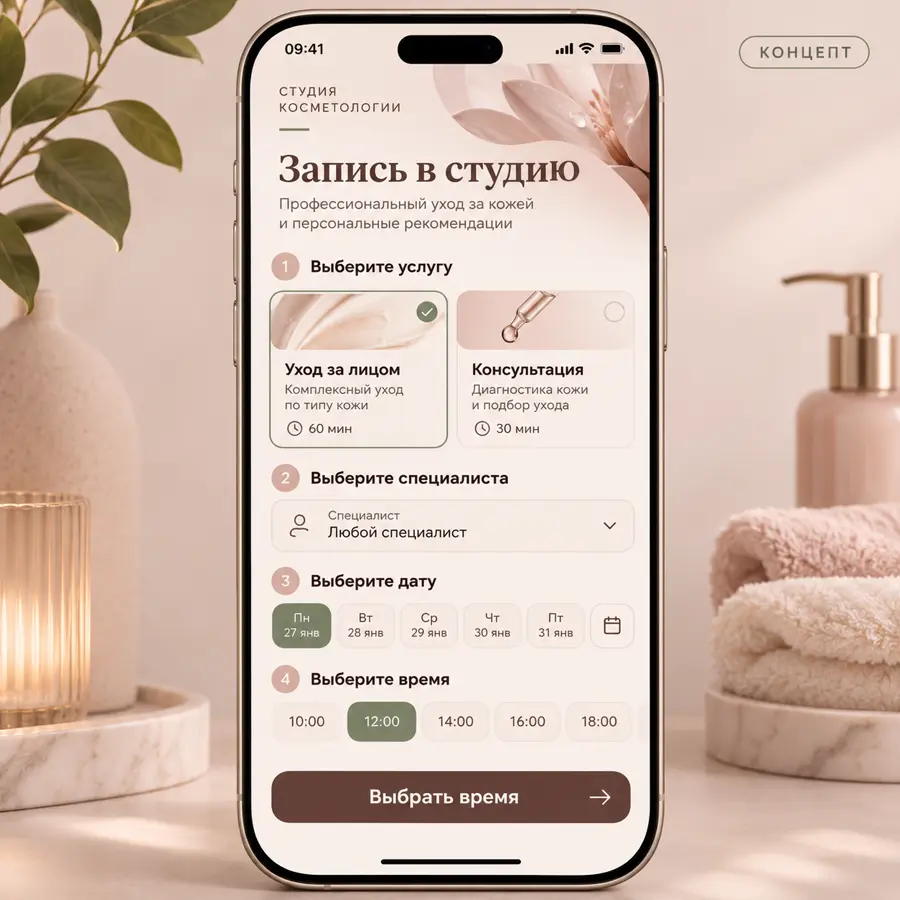 09:41
КОНЦЕПТ
СТУДИЯ
КОСМЕТОЛОГИИ
Запись в студию
Профессиональный уход за кожей
и персональные рекомендации
1 Выберите услугу
Уход за лицом
Комплексный уход
по типу кожи
60 мин
Консультация
Диагностика кожи
и подбор ухода
30 мин
2 Выберите специалиста
Специалист
Любой специалист
3 Выберите дату
Пн
27 янв
Вт
28 янв
Ср
29 янв
Чт
30 янв
Пт
31 янв
4 Выберите время
10:00 12:00 14:00 16:00 18:00
Выбрать время